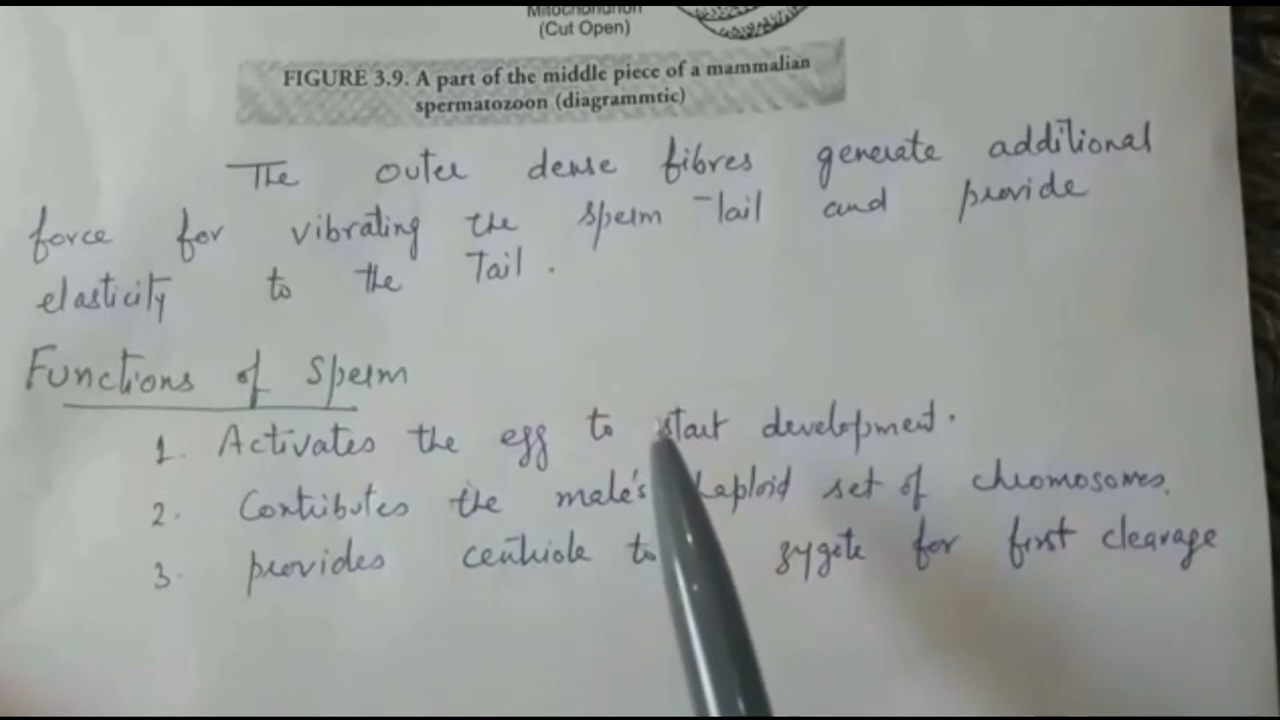 Mitochondrion
(Cut Open)
FIGURE 3.9. A part of the middle piece of a mammalian
spermatozoon (diagrammtic)
The outer dense fibres generate additional
force for vibrating the sperm Tail and provide
elasticity to the Tail.
Functions of Sperm
1. Activates the egg to start development.
2. Contributes the male's haploid set of chromosomes.
3. provides centriole to zygote for first cleavage